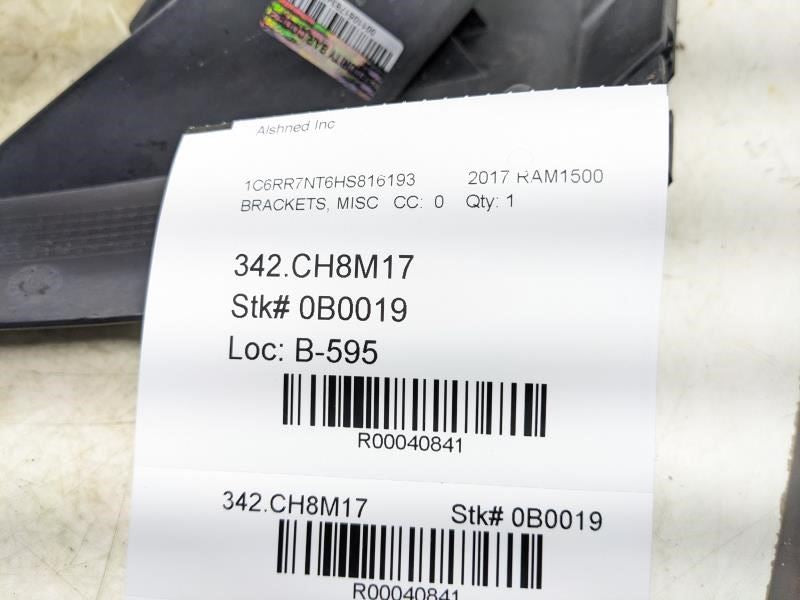 Alshned Inc
1C6RR7NT6HS816193 2017 RAM1500
BRACKETS, MISC CC: 0 Qty: 1
342.CH8M17
Stk# 0B0019
Loc: B-595
R00040841
342.CH8M17 Stk# 0B0019
R00040841